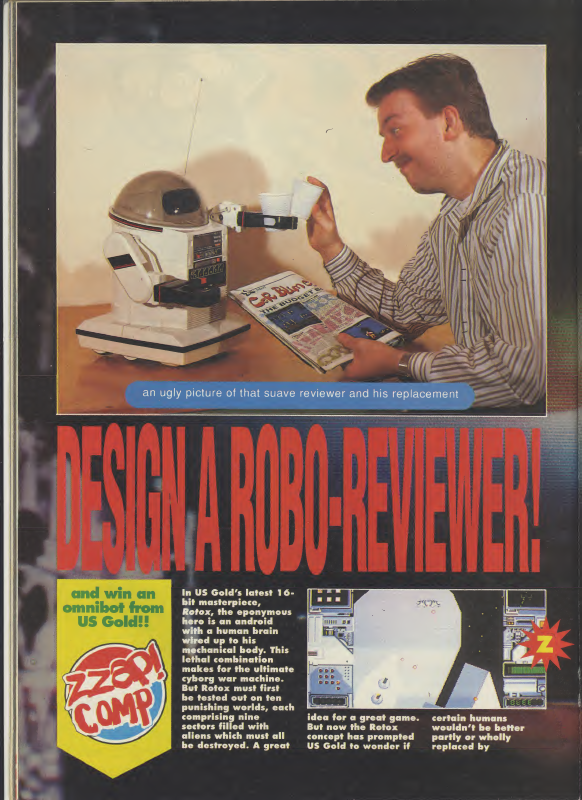 Cor Blimey
THE BUDGET
an ugly picture of that suave reviewer and his replacement
DESIGN A ROBO-REVIEWER!
and win an
omnibot from
US Gold!!
ZZAP!
COMP
In US Gold's latest 16-
bit masterpiece,
Rotox, the eponymous
hero is an android
with a human brain
wired up to his
mechanical body. This
lethal combination
makes for the ultimate
cyborg war machine.
But Rotox must first
be tested out on ten
punishing worlds, each
comprising nine
sectors filled with
aliens which must all
be destroyed. A great
Z
idea for a great game.
But now the Rotox
concept has prompted
US Gold to wonder if
certain humans
wouldn't be better
partly or wholly
replaced by